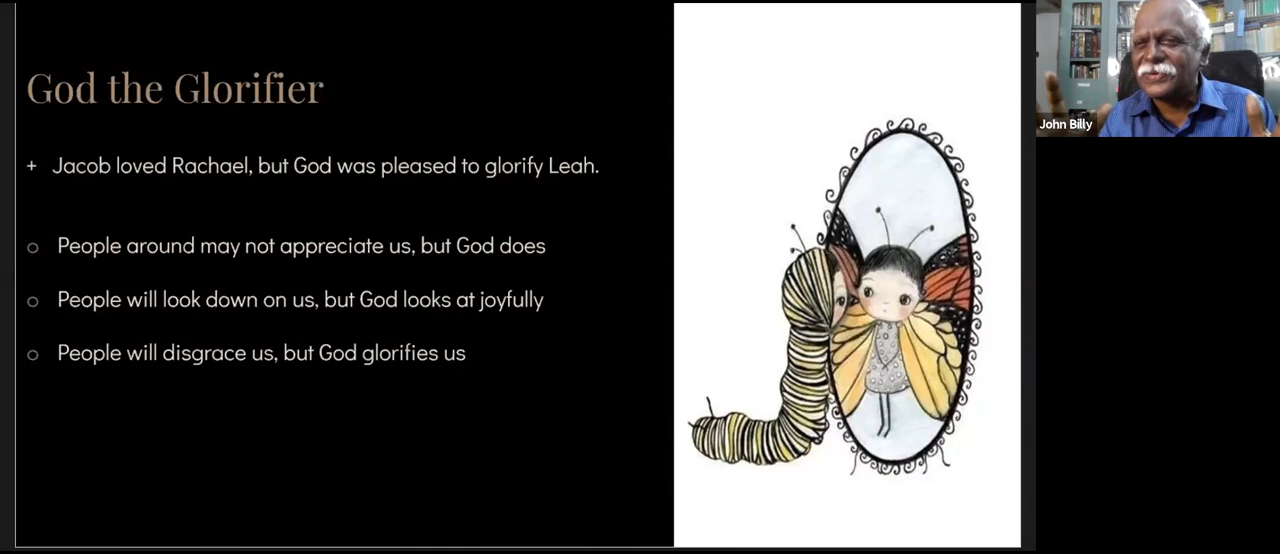 God the Glorifier
+ Jacob loved Rachael, but God was pleased to glorify Leah.
o People around may not appreciate us, but God does
o People will look down on us, but God looks at joyfully
o People will disgrace us, but God glorifies us
John Billy